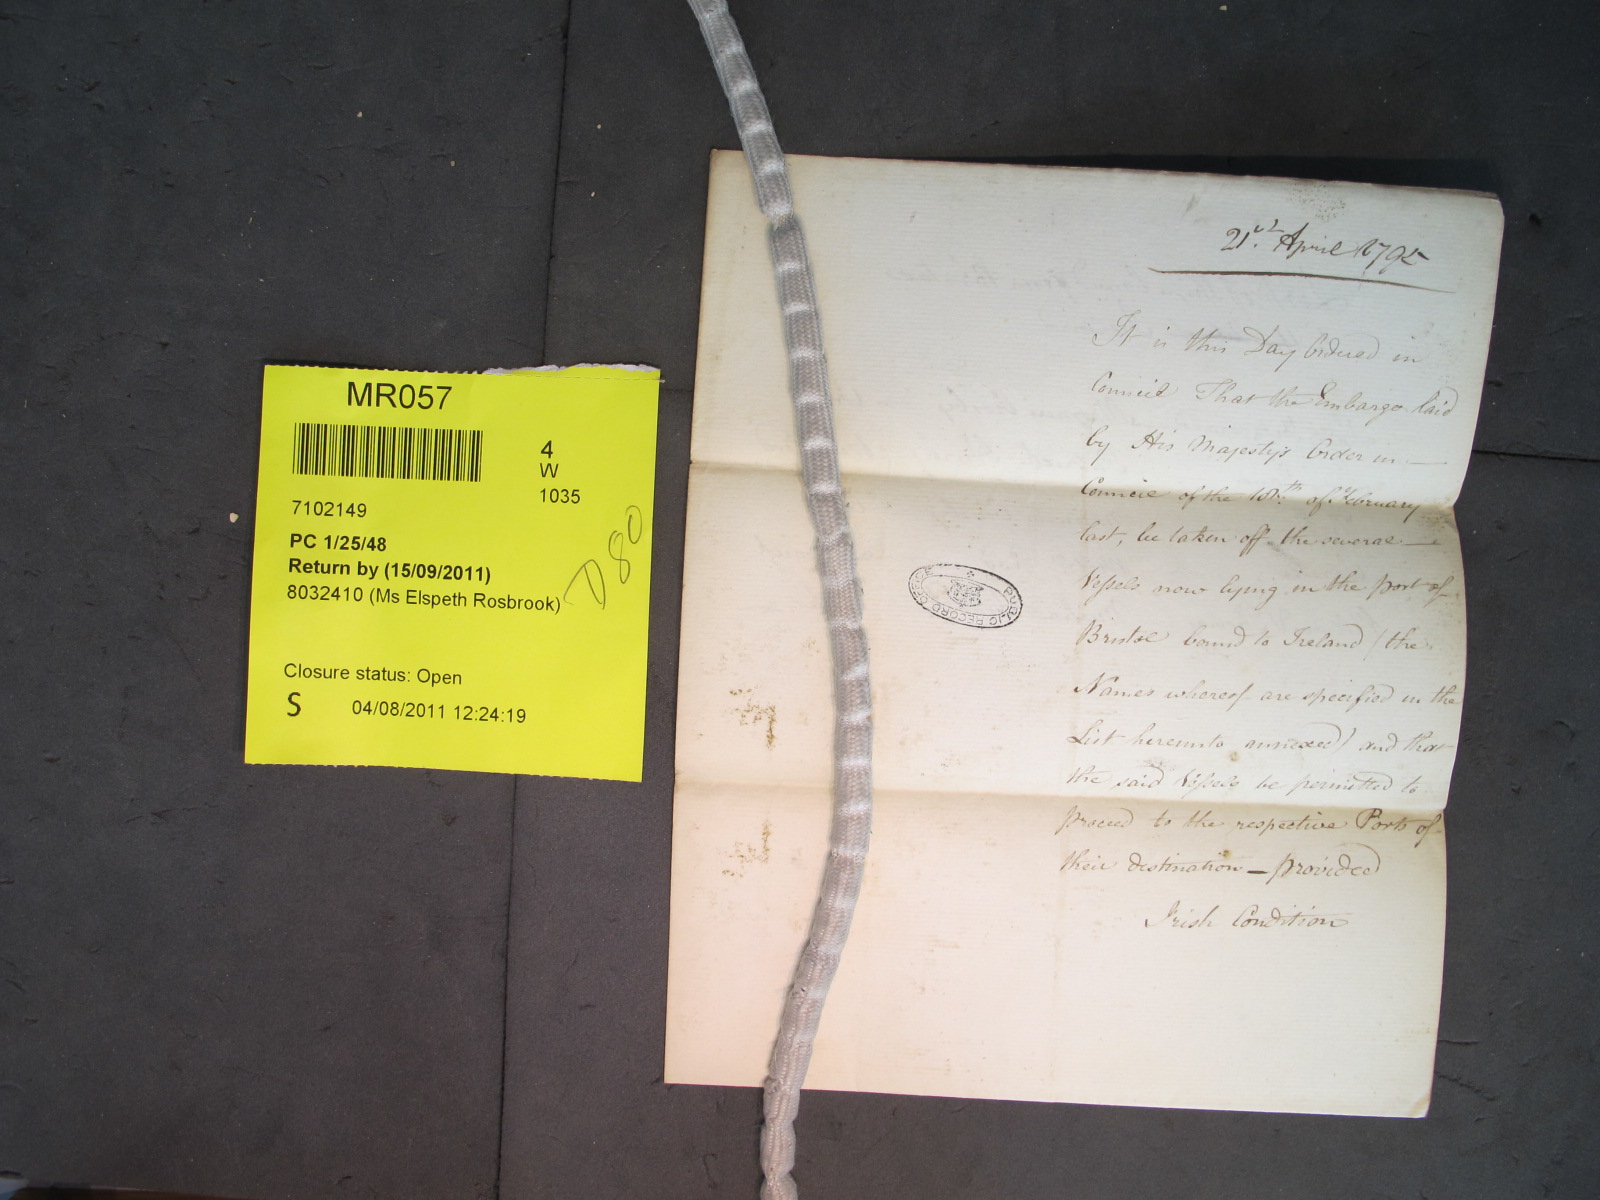 MR057
4
W
1035
7102149
PC 1/25/48
Return by (15/09/2011)
8032410 (Ms Elspeth Rosbrook)
D80
Closure status: Open
S 04/08/2011 12:24:19
PUBLIC RECORD OFFICE
21st April 1795
It is this Day Ordered in
Council That the Embargo laid
by His Majesty's Order in —
Council of the 18th. of February
last, be taken off the several —
Vessels now lying in the port of
Bristol bound to Ireland (the
Names whereof are specified in the
List hereunto annexed) and that
the said Vessels be permitted to
proceed to the respective Ports of
their destination — provided
Irish Condition